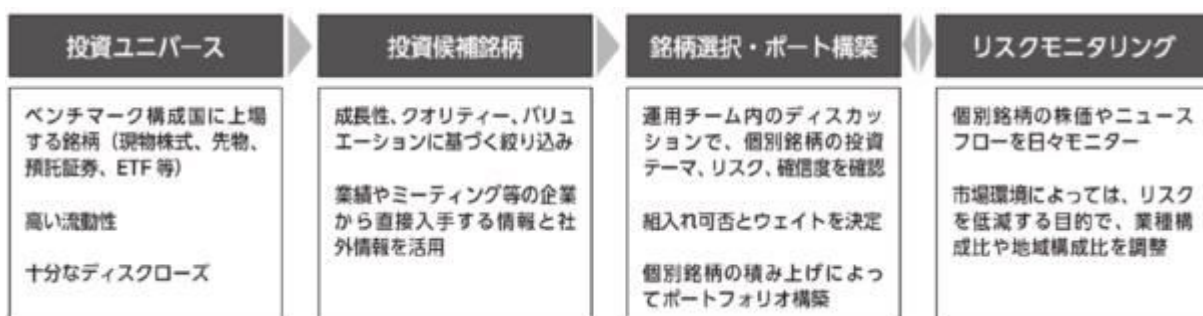 投資ユニバース
ベンチマーク構成国に上場
する銘柄（現物株式、先物、
預託証券、ETF 等）
高い流動性
十分なディスクローズ
投資候補銘柄
成長性、クオリティー、バリュ
エーションに基づく絞り込み
業績やミーティング等の企業
から直接入手する情報と社
外情報を活用
銘柄選択・ポート構築
運用チーム内のディスカッ
ションで、個別銘柄の投資
テーマ、リスク、確信度を確認
組入れ可否とウェイトを決定
個別銘柄の積み上げによっ
てポートフォリオ構築
リスクモニタリング
個別銘柄の株価やニュース
フローを日々モニター
市場環境によっては、リスク
を低減する目的で、業種構
成比や地域構成比を調整